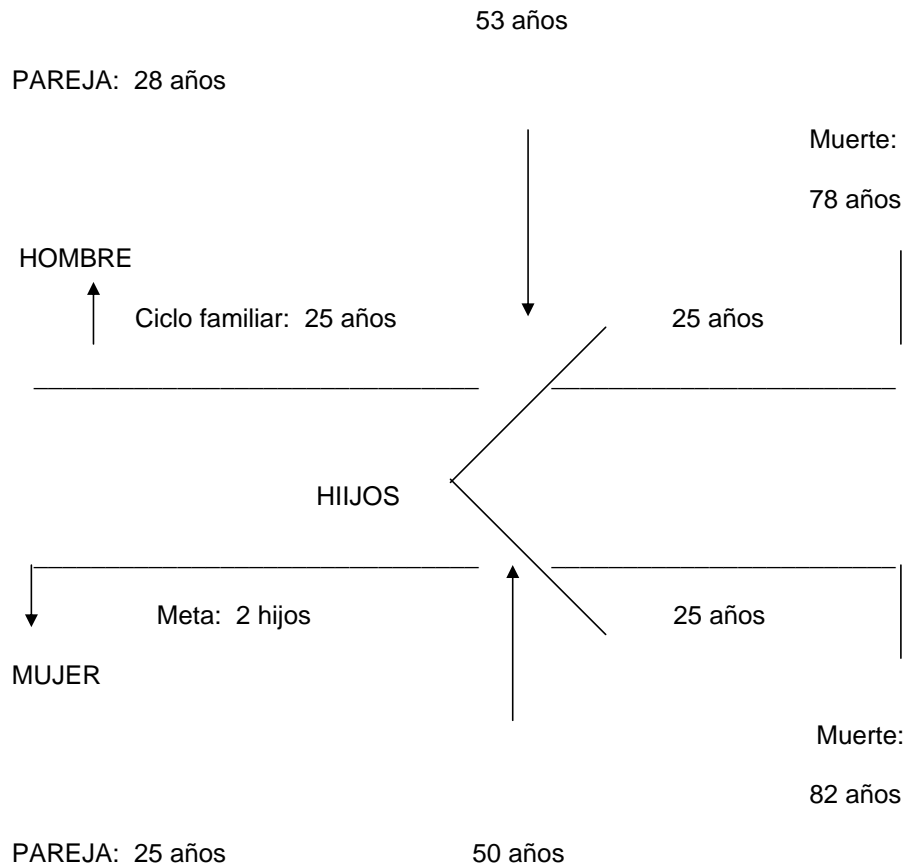 53 años
PAREJA: 28 años
Muerte:
78 años
HOMBRE
Ciclo familiar: 25 años 25 años
HIIJOS
Meta: 2 hijos 25 años
MUJER
Muerte:
82 años
PAREJA: 25 años 50 años